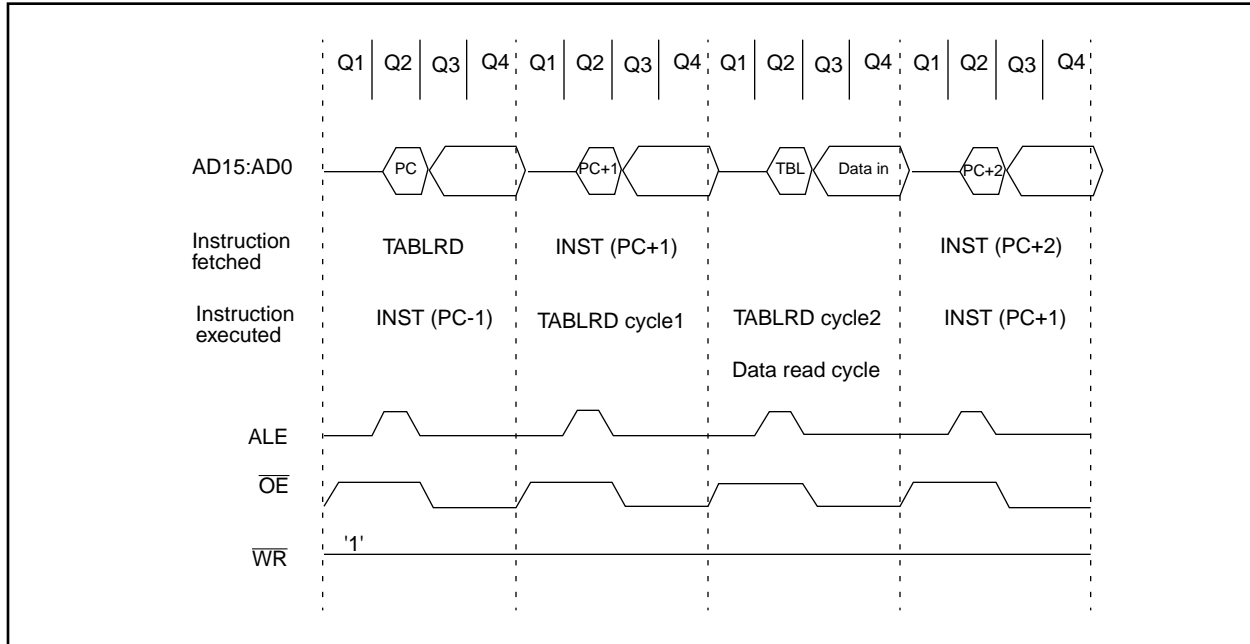 Q1 Q2 Q3 Q4 Q1 Q2 Q3 Q4 Q1 Q2 Q3 Q4 Q1 Q2 Q3 Q4
AD15:AD0 PC PC+1 TBL Data in PC+2
Instruction
fetched
TABLRD INST (PC+1) INST (PC+2)
Instruction
executed
INST (PC-1) TABLRD cycle1 TABLRD cycle2 INST (PC+1)
Data read cycle
ALE
OE
'1'
WR